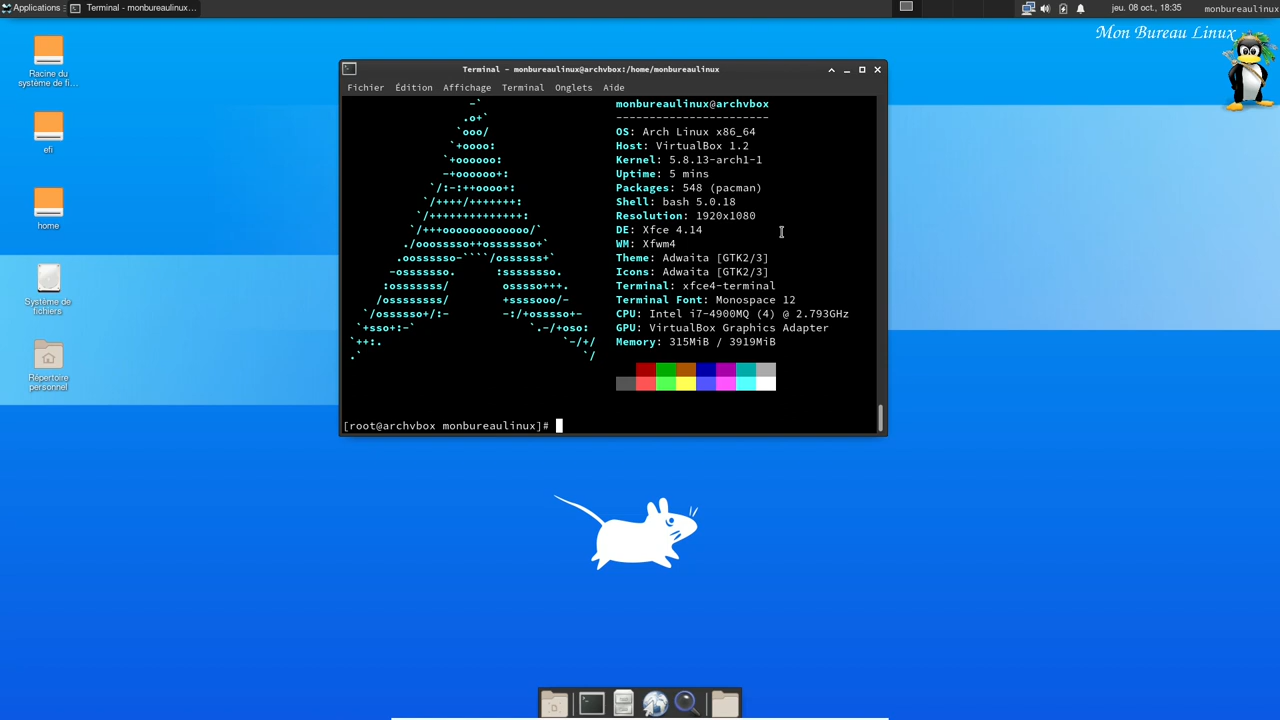 Applications
Terminal - monbureaulinux...
jeu. 08 oct., 18:35
monbureaulinux
Mon Bureau Linux
Racine du
système de fi...
efi
home
Système de
fichiers
Répertoire
personnel
Terminal - monbureaulinux@archvbox:/home/monbureaulinux
Fichier Édition Affichage Terminal Onglets Aide
monbureaulinux@archvbox
-----------------------
OS: Arch Linux x86_64
Host: VirtualBox 1.2
Kernel: 5.8.13-arch1-1
Uptime: 5 mins
Packages: 548 (pacman)
Shell: bash 5.0.18
Resolution: 1920x1080
DE: Xfce 4.14
WM: Xfwm4
Theme: Adwaita [GTK2/3]
Icons: Adwaita [GTK2/3]
Terminal: xfce4-terminal
Terminal Font: Monospace 12
CPU: Intel i7-4900MQ (4) @ 2.793GHz
GPU: VirtualBox Graphics Adapter
Memory: 315MiB / 3919MiB
[root@archvbox monbureaulinux]#